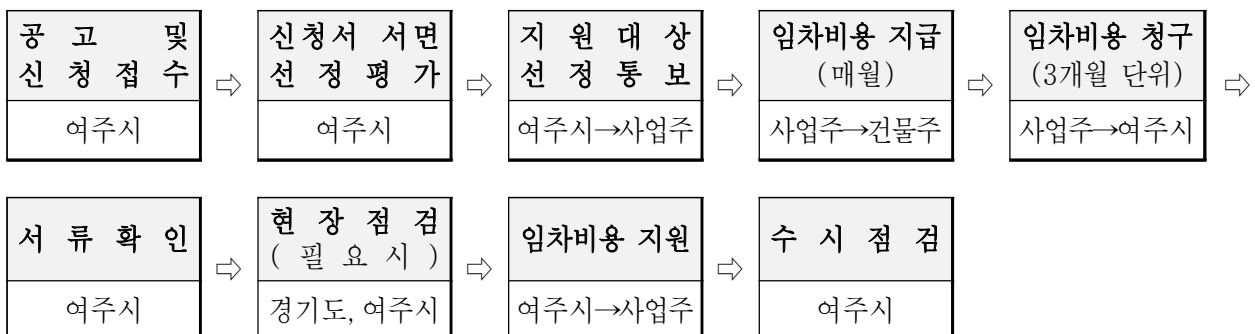 공 고 및
신 청 접 수
여주시
⇨
신청서 서면
선 정 평 가
여주시
⇨
지 원 대 상
선 정 통 보
여주시→사업주
⇨
임차비용 지급
(매월)
사업주→건물주
⇨
임차비용 청구
(3개월 단위)
사업주→여주시
⇨
서 류 확 인
여주시
⇨
현 장 점 검
( 필 요 시 )
경기도, 여주시
⇨
임차비용 지원
여주시→사업주
⇨
수 시 점 검
여주시